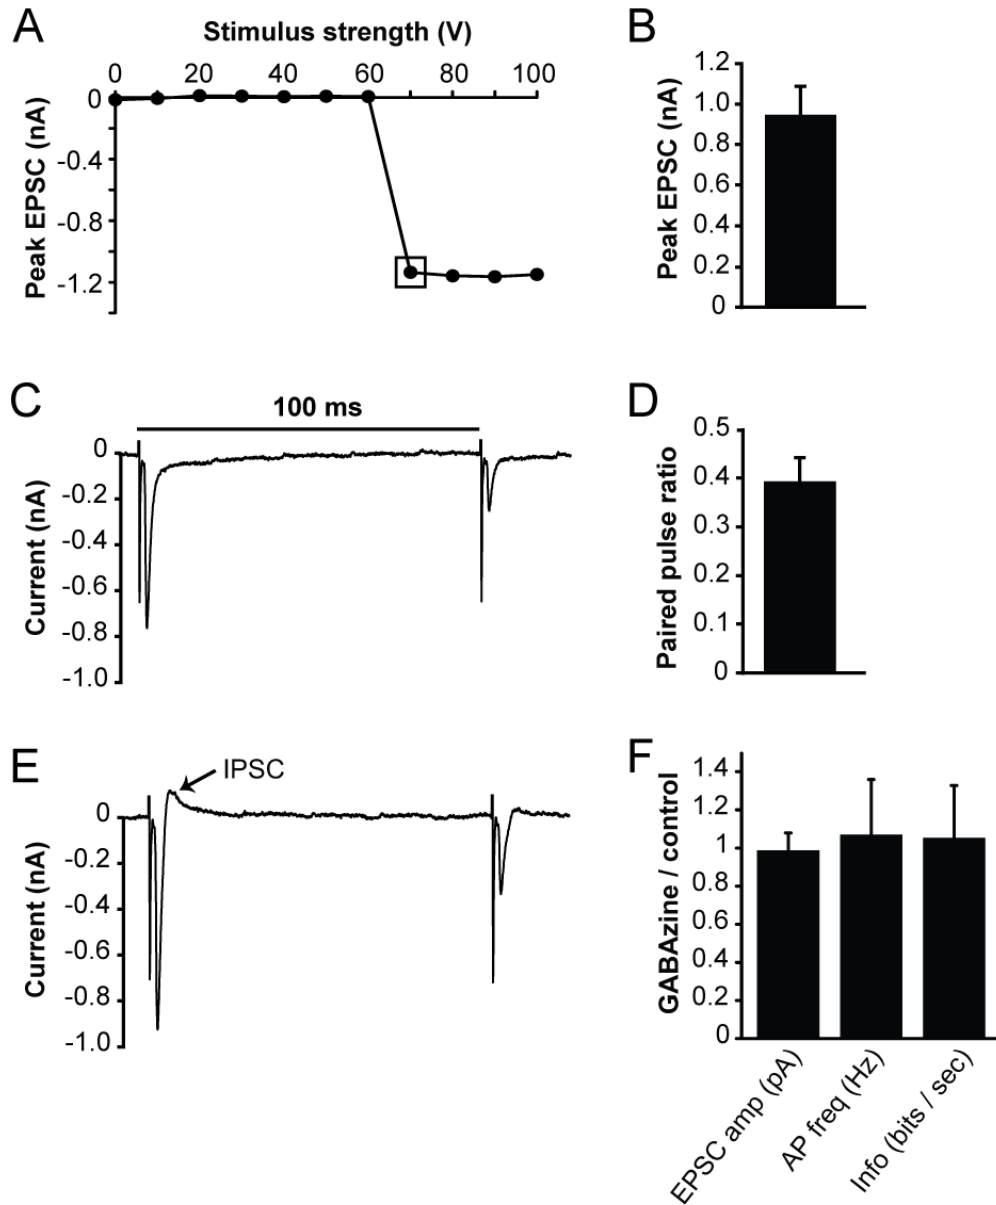 A
Stimulus strength (V)
0 20 40 60 80 100
Peak EPSC (nA)
0
-0.4
-0.8
-1.2
B
Peak EPSC (nA)
1.2
1.0
0.8
0.6
0.4
0.2
0
C
100 ms
Current (nA)
0
-0.2
-0.4
-0.6
-0.8
-1.0
D
Paired pulse ratio
0.5
0.4
0.3
0.2
0.1
0
E
IPSC
Current (nA)
0
-0.2
-0.4
-0.6
-0.8
-1.0
F
GABAzine / control
1.4
1.2
1
0.8
0.6
0.4
0.2
0
EPSC amp (pA)
AP freq (Hz)
Info (bits / sec)